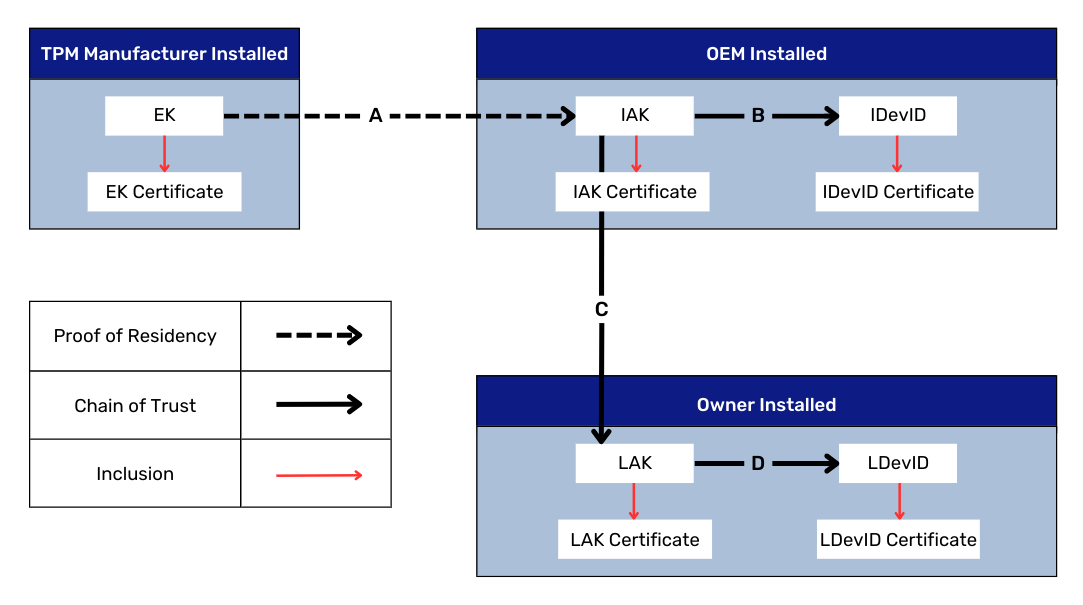 TPM Manufacturer Installed
EK
EK Certificate
A
OEM Installed
IAK
B
IDevID
IAK Certificate
IDevID Certificate
C
Proof of Residency
Chain of Trust
Inclusion
Owner Installed
LAK
D
LDevID
LAK Certificate
LDevID Certificate